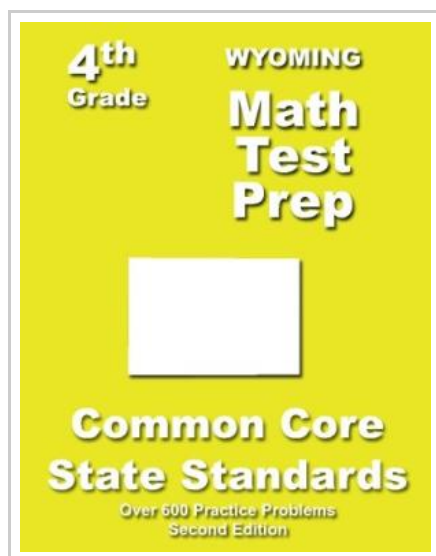 4th
Grade
WYOMING
Math
Test
Prep
Common Core
State Standards
Over 600 Practice Problems
Second Edition